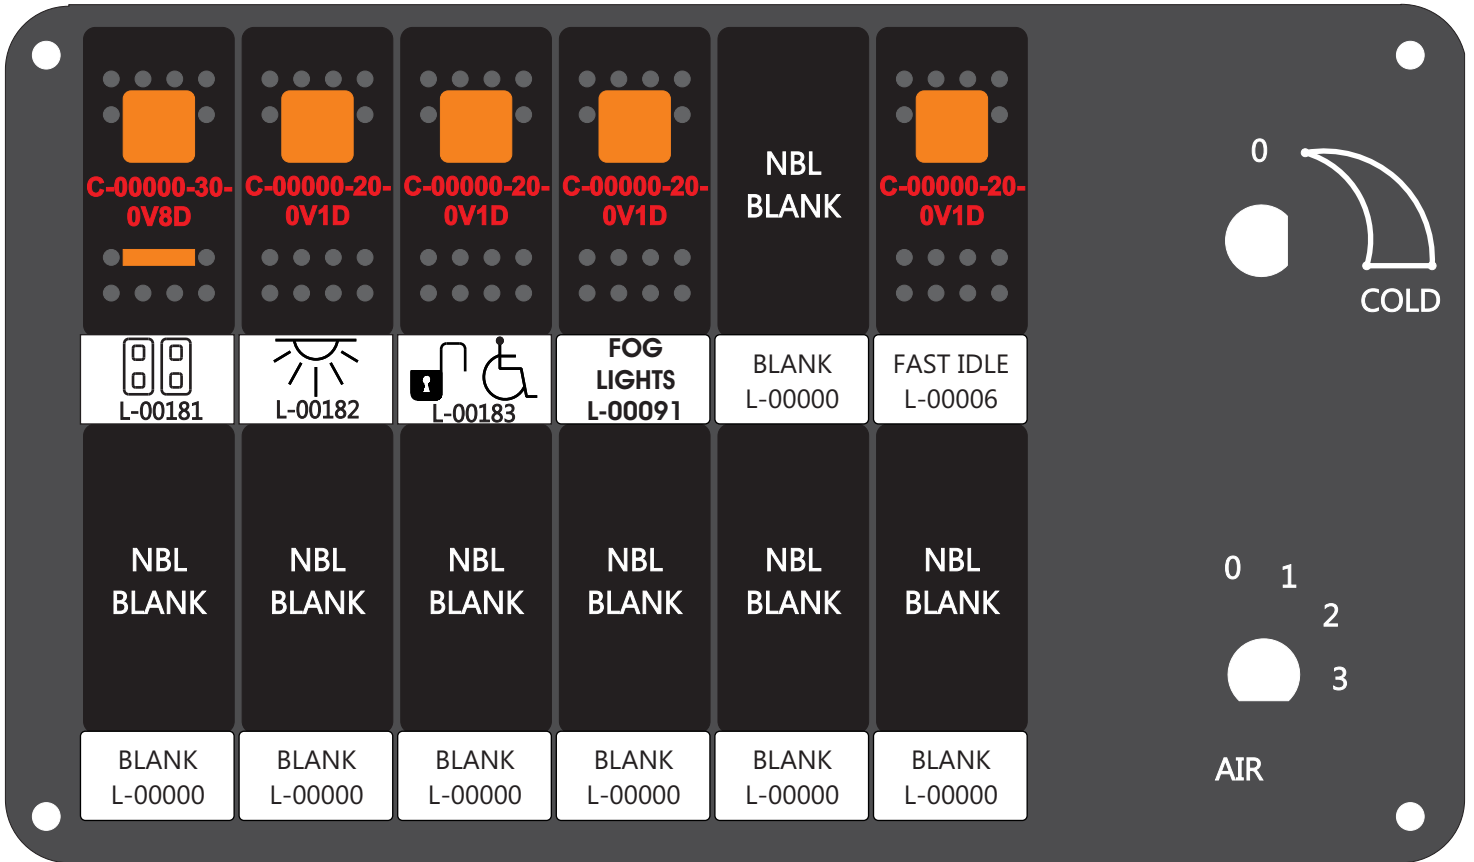 C-00000-30-
0V8D
C-00000-20-
0V1D
C-00000-20-
0V1D
C-00000-20-
0V1D
NBL
BLANK
C-00000-20-
0V1D
L-00181
L-00182
L-00183
FOG
LIGHTS
L-00091
BLANK
L-00000
FAST IDLE
L-00006
NBL
BLANK
NBL
BLANK
NBL
BLANK
NBL
BLANK
NBL
BLANK
NBL
BLANK
BLANK
L-00000
BLANK
L-00000
BLANK
L-00000
BLANK
L-00000
BLANK
L-00000
BLANK
L-00000
0
COLD
0
1
2
3
AIR